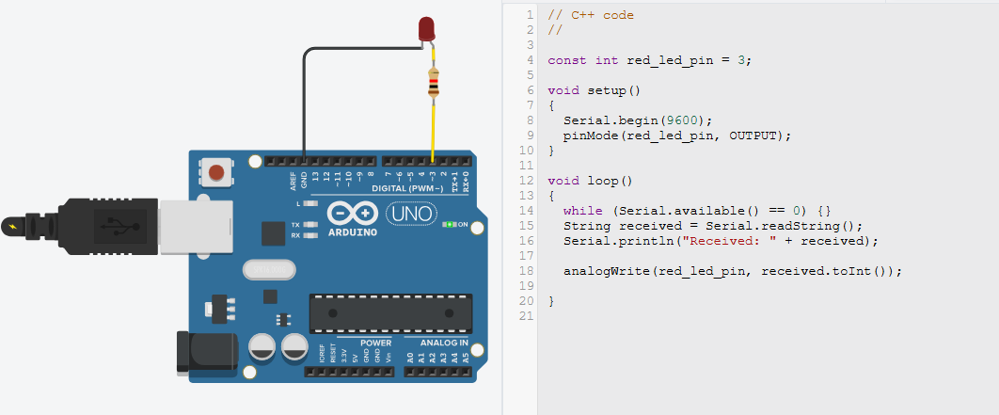 AREF
GND
13
12
~11
~10
~9
8
7
~6
~5
4
~3
2
TX→1
RX←0
DIGITAL (PWM~)
L
TX
RX
ARDUINO
UNO
ON
POWER
ANALOG IN
IOREF
RESET
3.3V
5V
GND
GND
Vin
A0
A1
A2
A3
A4
A5
1 // C++ code
2 //
3
4 const int red_led_pin = 3;
5
6 void setup()
7 {
8 Serial.begin(9600);
9 pinMode(red_led_pin, OUTPUT);
10 }
11
12 void loop()
13 {
14 while (Serial.available() == 0) {}
15 String received = Serial.readString();
16 Serial.println("Received: " + received);
17
18 analogWrite(red_led_pin, received.toInt());
19
20 }
21